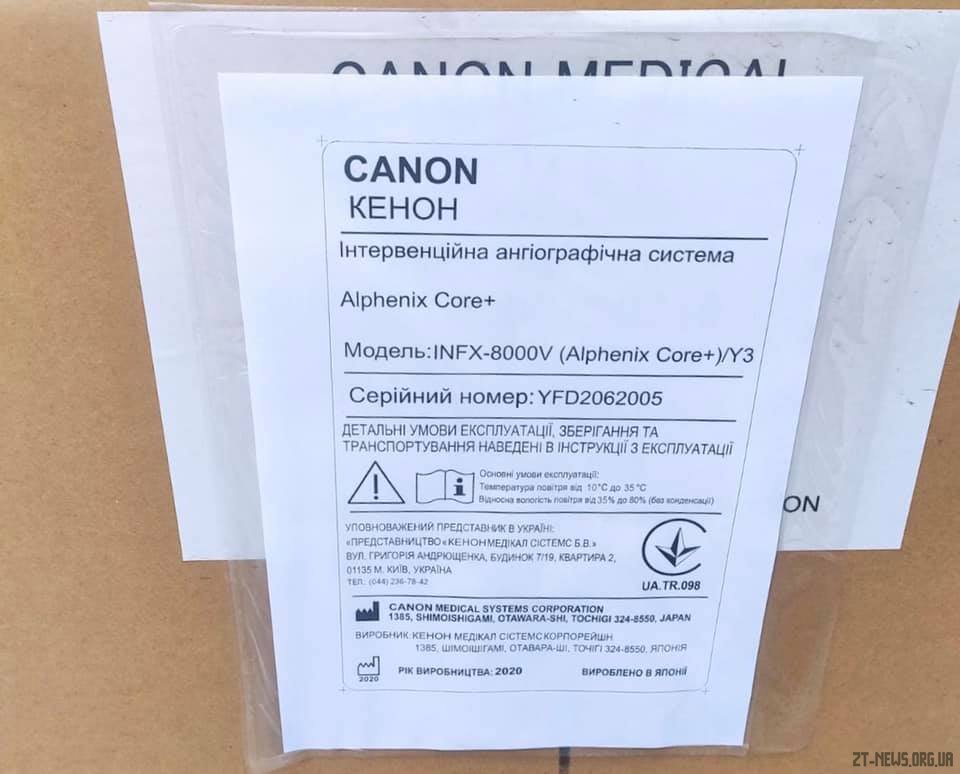 CANON MEDICAL
CANON
КЕНОН
Інтервенційна ангіографічна система
Alphenix Core+
Модель:INFX-8000V (Alphenix Core+)/Y3
Серійний номер: YFD2062005
ДЕТАЛЬНІ УМОВИ ЕКСПЛУАТАЦІЇ, ЗБЕРІГАННЯ ТА
ТРАНСПОРТУВАННЯ НАВЕДЕНІ В ІНСТРУКЦІЇ З ЕКСПЛУАТАЦІЇ
Основні умови експлуатації:
Температура повітря від 10°C до 35 °C
Відносна вологість повітря від 35% до 80% (без конденсації)
ON
УПОВНОВАЖЕНИЙ ПРЕДСТАВНИК В УКРАЇНІ:
«ПРЕДСТАВНИЦТВО «КЕНОН МЕДІКАЛ СІСТЕМС Б.В.»
ВУЛ. ГРИГОРІЯ АНДРЮЩЕНКА, БУДИНОК 7/19, КВАРТИРА 2,
01135 М. КИЇВ, УКРАЇНА
ТЕЛ.: (044) 236-78-42
UA.TR.098
CANON MEDICAL SYSTEMS CORPORATION
1385, SHIMOISHIGAMI, OTAWARA-SHI, TOCHIGI 324-8550, JAPAN
ВИРОБНИК КЕНОН МЕДІКАЛ СІСТЕМС КОРПОРЕЙШН
1385, ШІМОІШІГАМІ, ОТАВАРА-ШІ, ТОЧІГІ 324-8550, ЯПОНІЯ
2020
РІК ВИРОБНИЦТВА: 2020
ВИРОБЛЕНО В ЯПОНІЇ
ZT-NEWS.ORG.UA